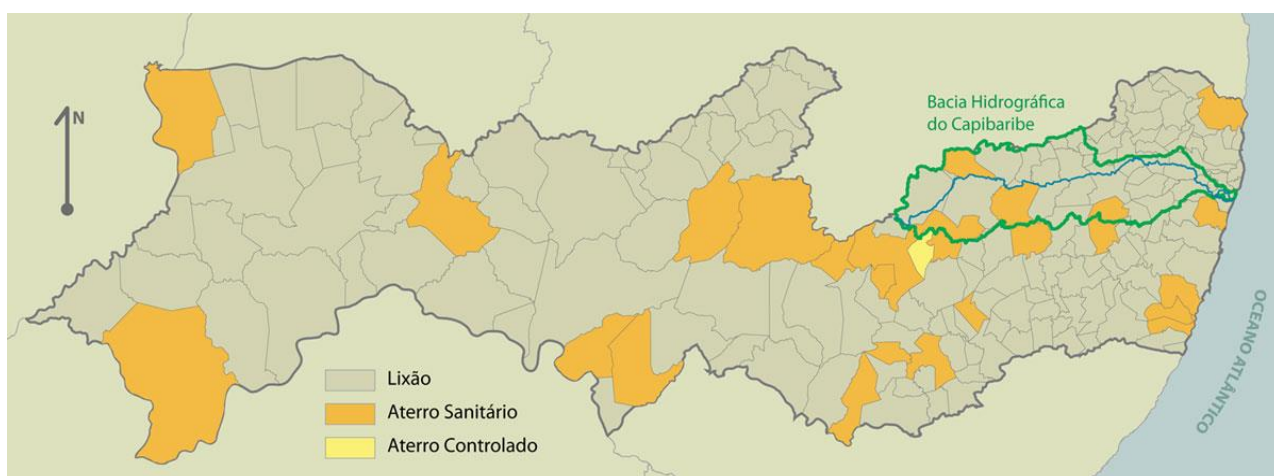 N
Bacia Hidrográfica
do Capibaribe
Lixão
Aterro Sanitário
Aterro Controlado
OCEANO ATLÂNTICO